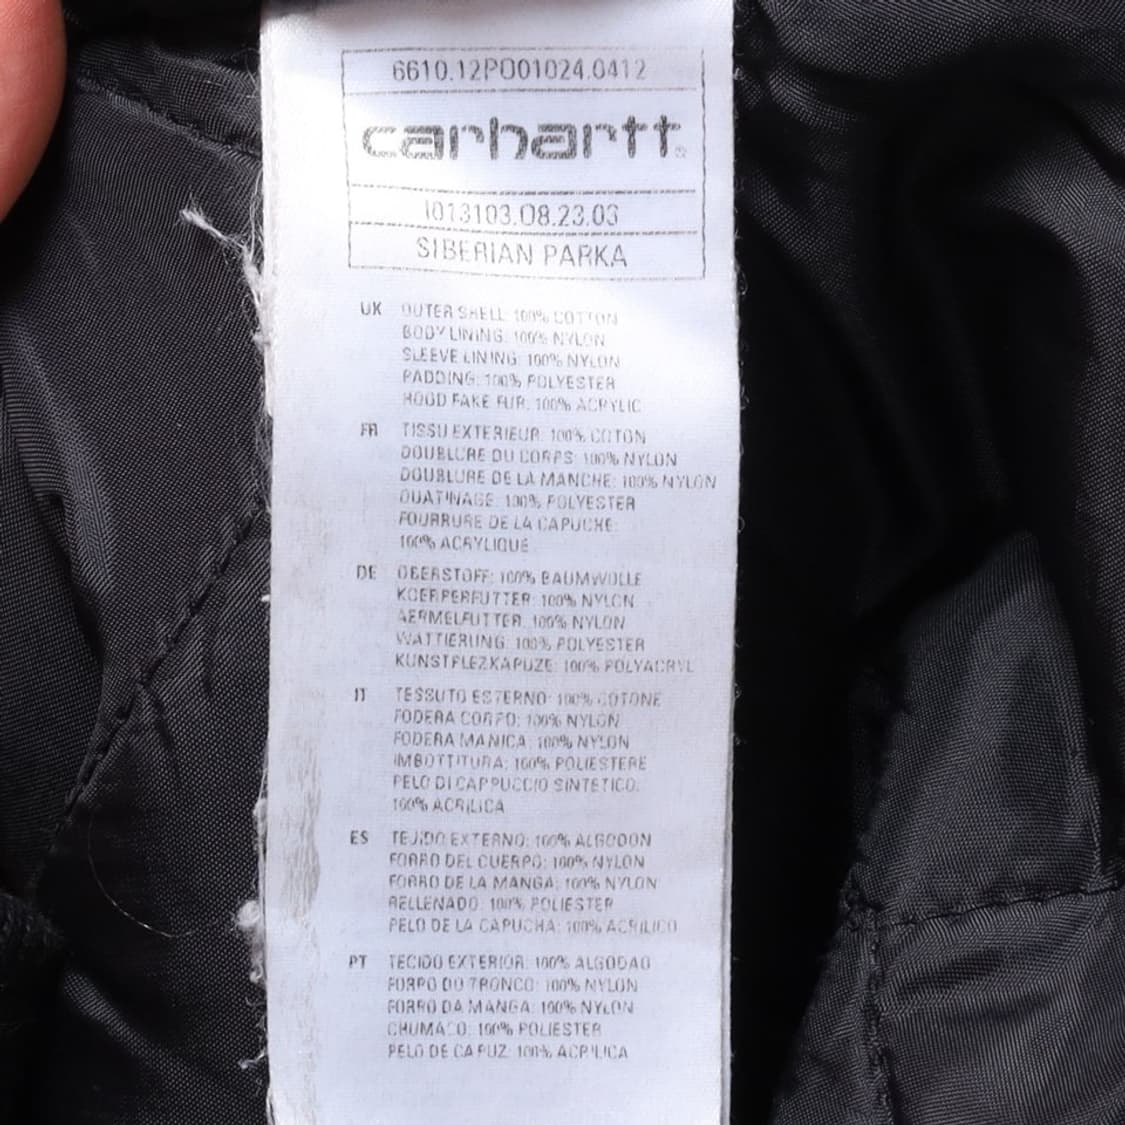 6610.12PO01024.0412
carhartt®
I013103.08.23.03
SIBERIAN PARKA
UK OUTER SHELL: 100% COTTON
BODY LINING: 100% NYLON
SLEEVE LINING: 100% NYLON
PADDING: 100% POLYESTER
HOOD FAKE FUR: 100% ACRYLIC
FR TISSU EXTERIEUR: 100% COTON
DOUBLURE DU CORPS: 100% NYLON
DOUBLURE DE LA MANCHE: 100% NYLON
OUATINAGE: 100% POLYESTER
FOURRURE DE LA CAPUCHE:
100% ACRYLIQUE
DE OBERSTOFF: 100% BAUMWOLLE
KOERPERFUTTER: 100% NYLON
AERMELFUTTER: 100% NYLON
WATTIERUNG: 100% POLYESTER
KUNSTFLEZKAPUZE: 100% POLYACRYL
IT TESSUTO ESTERNO: 100% COTONE
FODERA CORPO: 100% NYLON
FODERA MANICA: 100% NYLON
IMBOTTITURA: 100% POLIESTERE
PELO DI CAPPUCCIO SINTETICO:
100% ACRILICA
ES TEJIDO EXTERNO: 100% ALGODON
FORRO DEL CUERPO: 100% NYLON
FORRO DE LA MANGA: 100% NYLON
RELLENADO: 100% POLIESTER
PELO DE LA CAPUCHA: 100% ACRILICO
PT TECIDO EXTERIOR: 100% ALGODAO
FORRO DO TRONCO: 100% NYLON
FORRO DA MANGA: 100% NYLON
CHUMACO: 100% POLIESTER
PELO DE CAPUZ: 100% ACRILICA